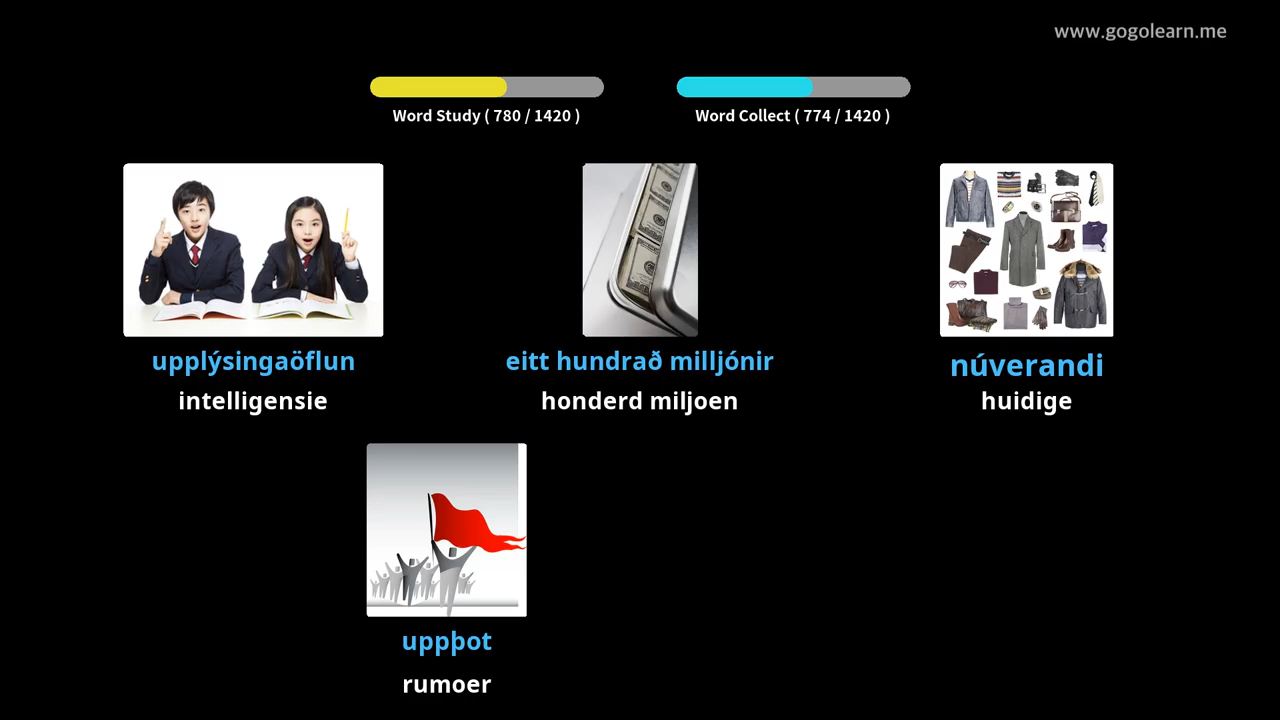 www.gogolearn.me
Word Study ( 780 / 1420 )
Word Collect ( 774 / 1420 )
upplýsingaöflun
intelligensie
eitt hundrað milljónir
honderd miljoen
núverandi
huidige
uppþot
rumoer